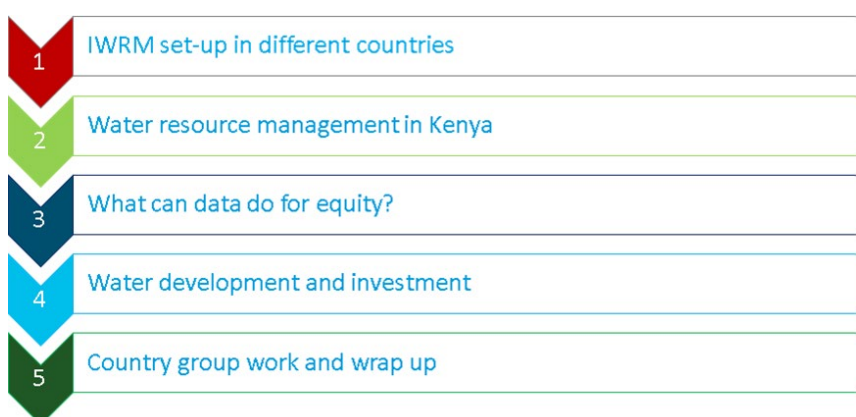 1
IWRM set-up in different countries
2
Water resource management in Kenya
3
What can data do for equity?
4
Water development and investment
5
Country group work and wrap up